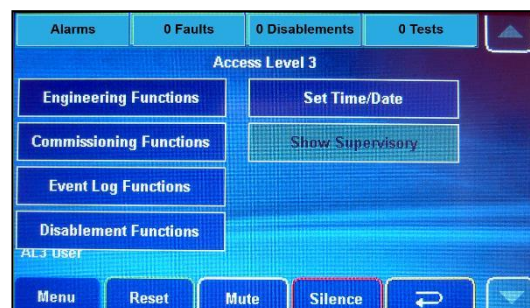 Alarms 0 Faults 0 Disablements 0 Tests
Access Level 3
Engineering Functions Set Time/Date
Commissioning Functions Show Supervisory
Event Log Functions
Disablement Functions
AL3 User
Menu Reset Mute Silence